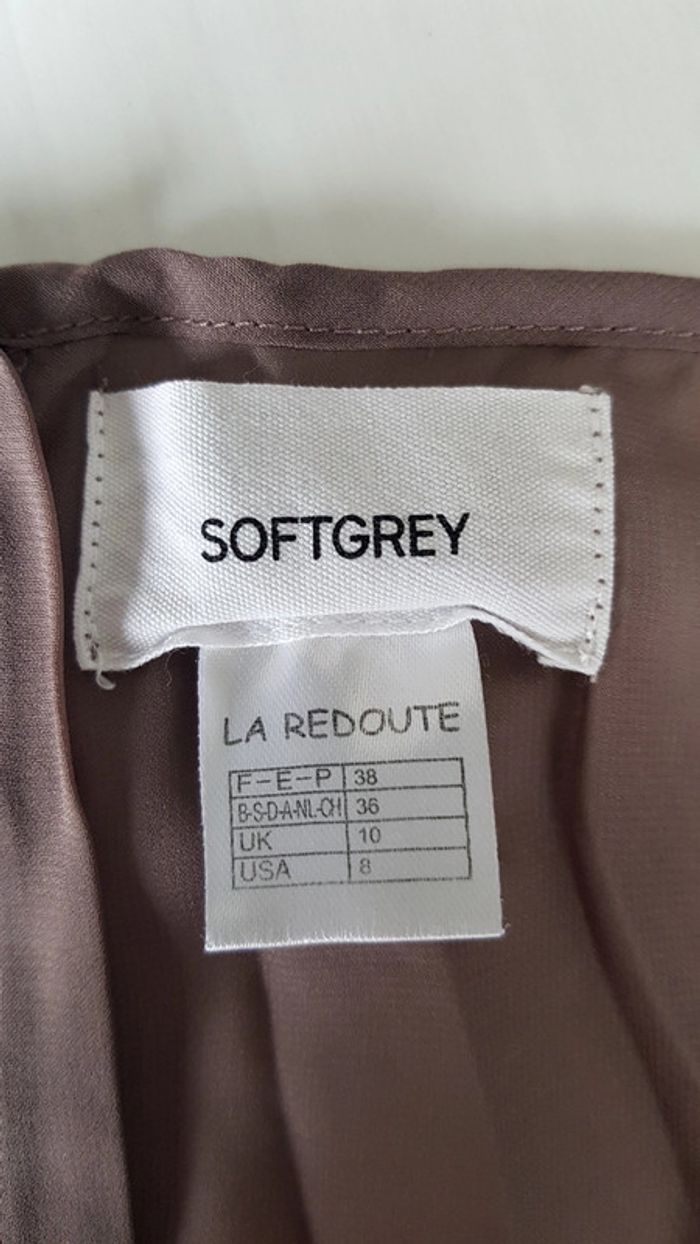 SOFTGREY
LA REDOUTE
F-E-P 38
B-S-D-A-NL-CH 36
UK 10
USA 8